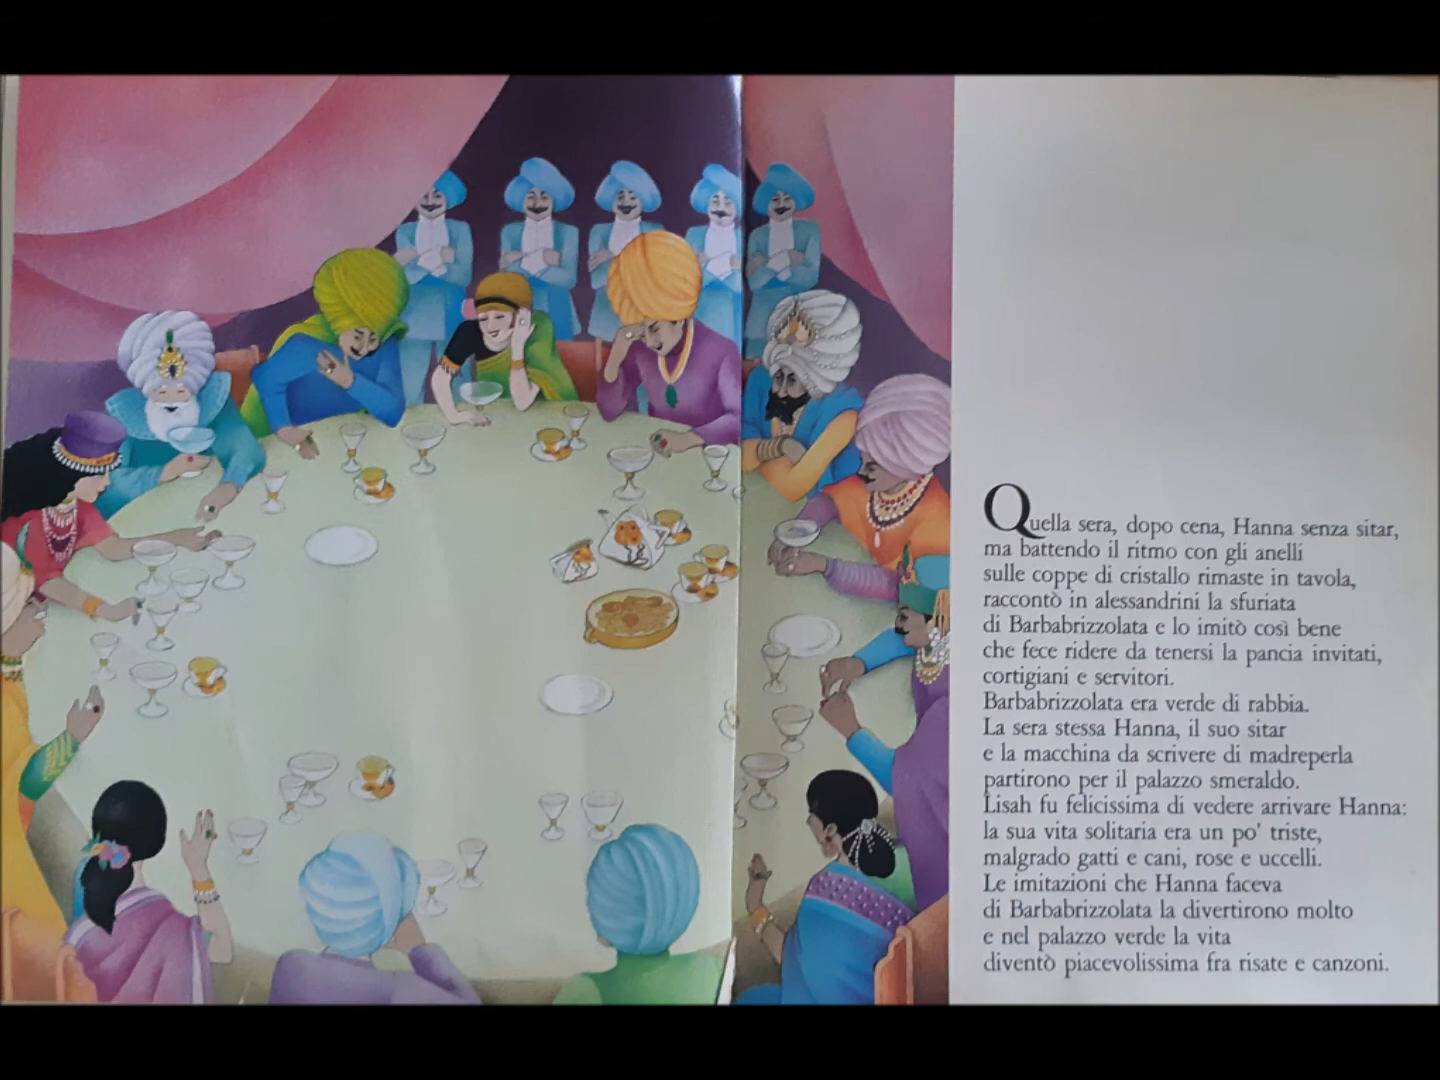 Quella sera, dopo cena, Hanna senza sitar,
ma battendo il ritmo con gli anelli
sulle coppe di cristallo rimaste in tavola,
raccontò in alessandrini la sfuriata
di Barbabrizzolata e lo imitò così bene
che fece ridere da tenersi la pancia invitati,
cortigiani e servitori.
Barbabrizzolata era verde di rabbia.
La sera stessa Hanna, il suo sitar
e la macchina da scrivere di madreperla
partirono per il palazzo smeraldo.
Lisah fu felicissima di vedere arrivare Hanna:
la sua vita solitaria era un po' triste,
malgrado gatti e cani, rose e uccelli.
Le imitazioni che Hanna faceva
di Barbabrizzolata la divertirono molto
e nel palazzo verde la vita
diventò piacevolissima fra risate e canzoni.